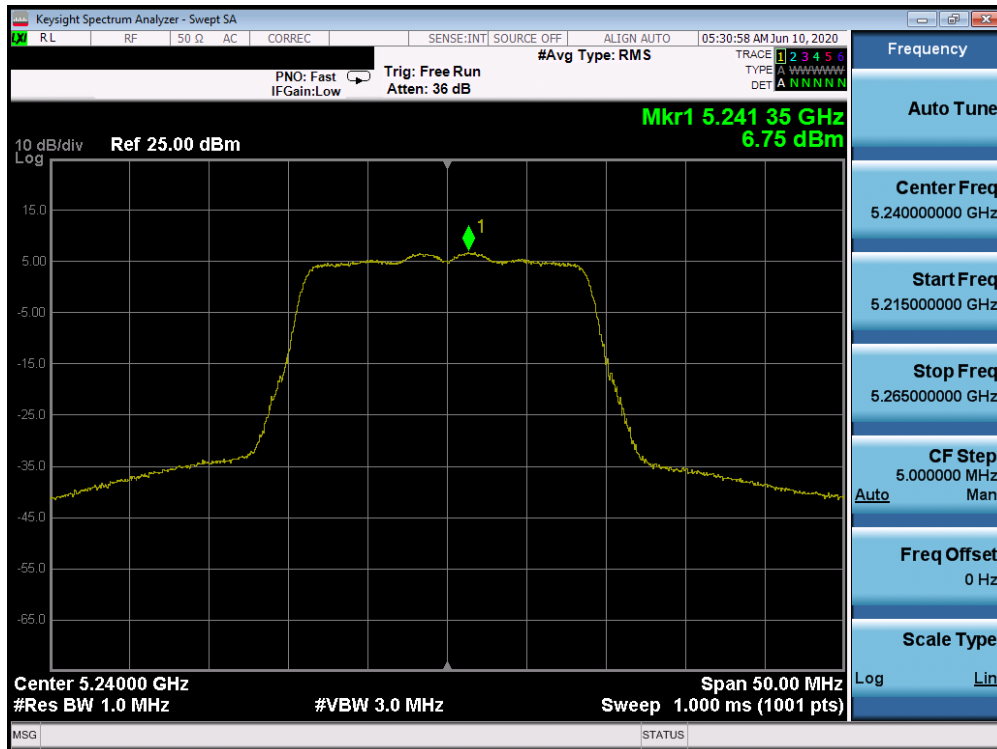 Keysight Spectrum Analyzer - Swept SA
LXI RL RF 50 Ω AC CORREC SENSE:INT SOURCE OFF ALIGN AUTO 05:30:58 AM Jun 10, 2020
#Avg Type: RMS
TRACE 1 2 3 4 5 6
TYPE A WWWWW
DET A N N N N N
PNO: Fast
IFGain:Low
Trig: Free Run
Atten: 36 dB
Mkr1 5.241 35 GHz
6.75 dBm
10 dB/div
Log
Ref 25.00 dBm
15.0
5.00
-5.00
-15.0
-25.0
-35.0
-45.0
-55.0
-65.0
1
Center 5.24000 GHz
Span 50.00 MHz
#Res BW 1.0 MHz
#VBW 3.0 MHz
Sweep 1.000 ms (1001 pts)
MSG
STATUS
Frequency
Auto Tune
Center Freq
5.240000000 GHz
Start Freq
5.215000000 GHz
Stop Freq
5.265000000 GHz
CF Step
5.000000 MHz
Auto Man
Freq Offset
0 Hz
Scale Type
Log Lin